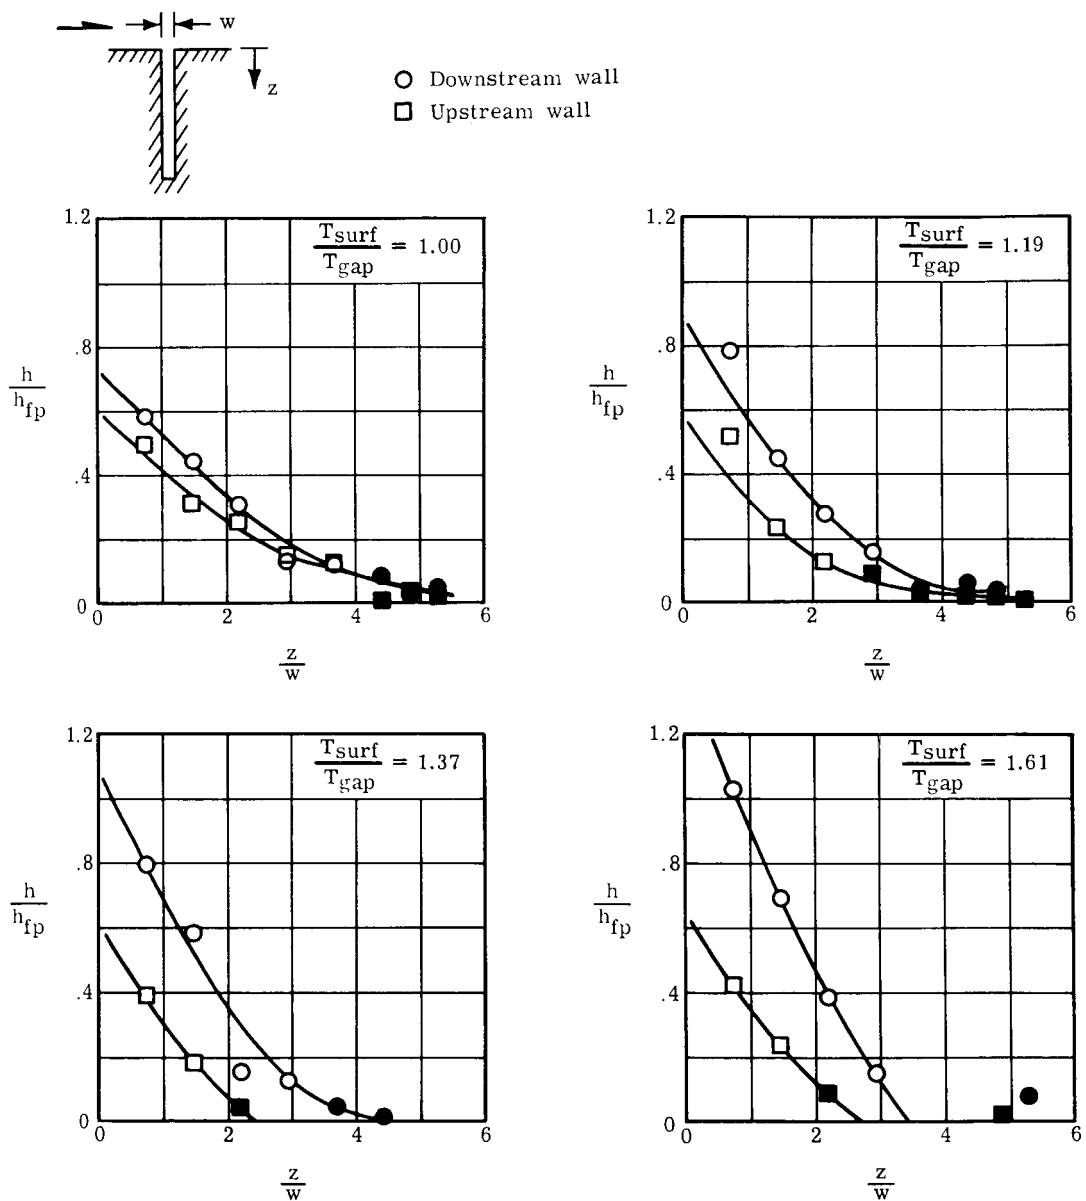 w
z
Downstream wall
Upstream wall
1.2
.8
.4
0
h
h_fp
T_surf
T_gap
= 1.00
0 2 4 6
z
w
1.2
.8
.4
0
h
h_fp
T_surf
T_gap
= 1.19
0 2 4 6
z
w
1.2
.8
.4
0
h
h_fp
T_surf
T_gap
= 1.37
0 2 4 6
z
w
1.2
.8
.4
0
h
h_fp
T_surf
T_gap
= 1.61
0 2 4 6
z
w